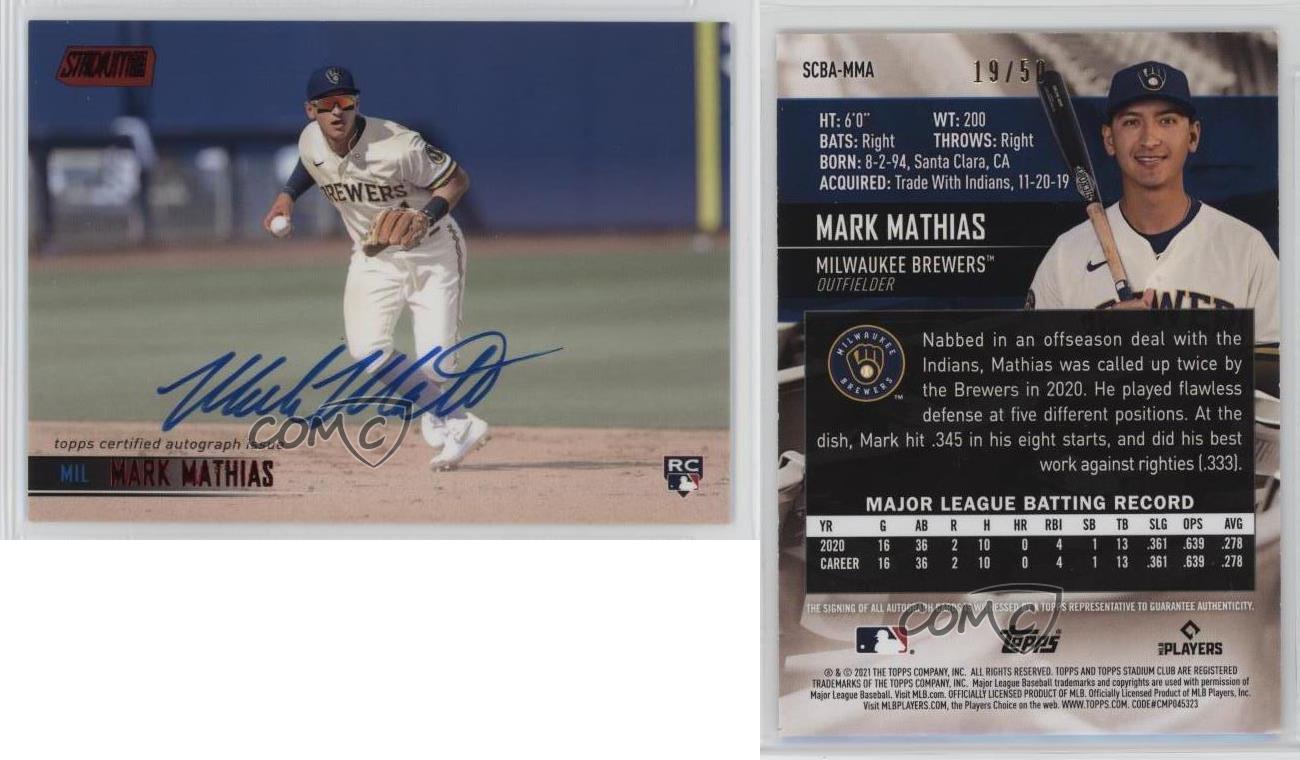 STADIUM CLUB
BREWERS
Mark Mathias
topps certified autograph issue
MIL MARK MATHIAS
RC
COMC
SCBA-MMA 19/50
HT: 6'0" WT: 200
BATS: Right THROWS: Right
BORN: 8-2-94, Santa Clara, CA
ACQUIRED: Trade With Indians, 11-20-19
MARK MATHIAS
MILWAUKEE BREWERS™
OUTFIELDER
MILWAUKEE BREWERS ™
Nabbed in an offseason deal with the
Indians, Mathias was called up twice by
the Brewers in 2020. He played flawless
defense at five different positions. At the
dish, Mark hit .345 in his eight starts, and did his best
work against righties (.333).
MAJOR LEAGUE BATTING RECORD
YR G AB R H HR RBI SB TB SLG OPS AVG
2020 16 36 2 10 0 4 1 13 .361 .639 .278
CAREER 16 36 2 10 0 4 1 13 .361 .639 .278
THE SIGNING OF ALL AUTOGRAPH CARDS IS WITNESSED BY A TOPPS REPRESENTATIVE TO GUARANTEE AUTHENTICITY.
COMC
TOPPS
MLB PLAYERS
® & © 2021 THE TOPPS COMPANY, INC. ALL RIGHTS RESERVED. TOPPS AND TOPPS STADIUM CLUB ARE REGISTERED
TRADEMARKS OF THE TOPPS COMPANY, INC. Major League Baseball trademarks and copyrights are used with permission of
Major League Baseball. Visit MLB.com. OFFICIALLY LICENSED PRODUCT OF MLB. Officially Licensed Product of MLB Players, Inc.
Visit MLBPLAYERS.COM, the Players Choice on the web. WWW.TOPPS.COM. CODE#CMP045323